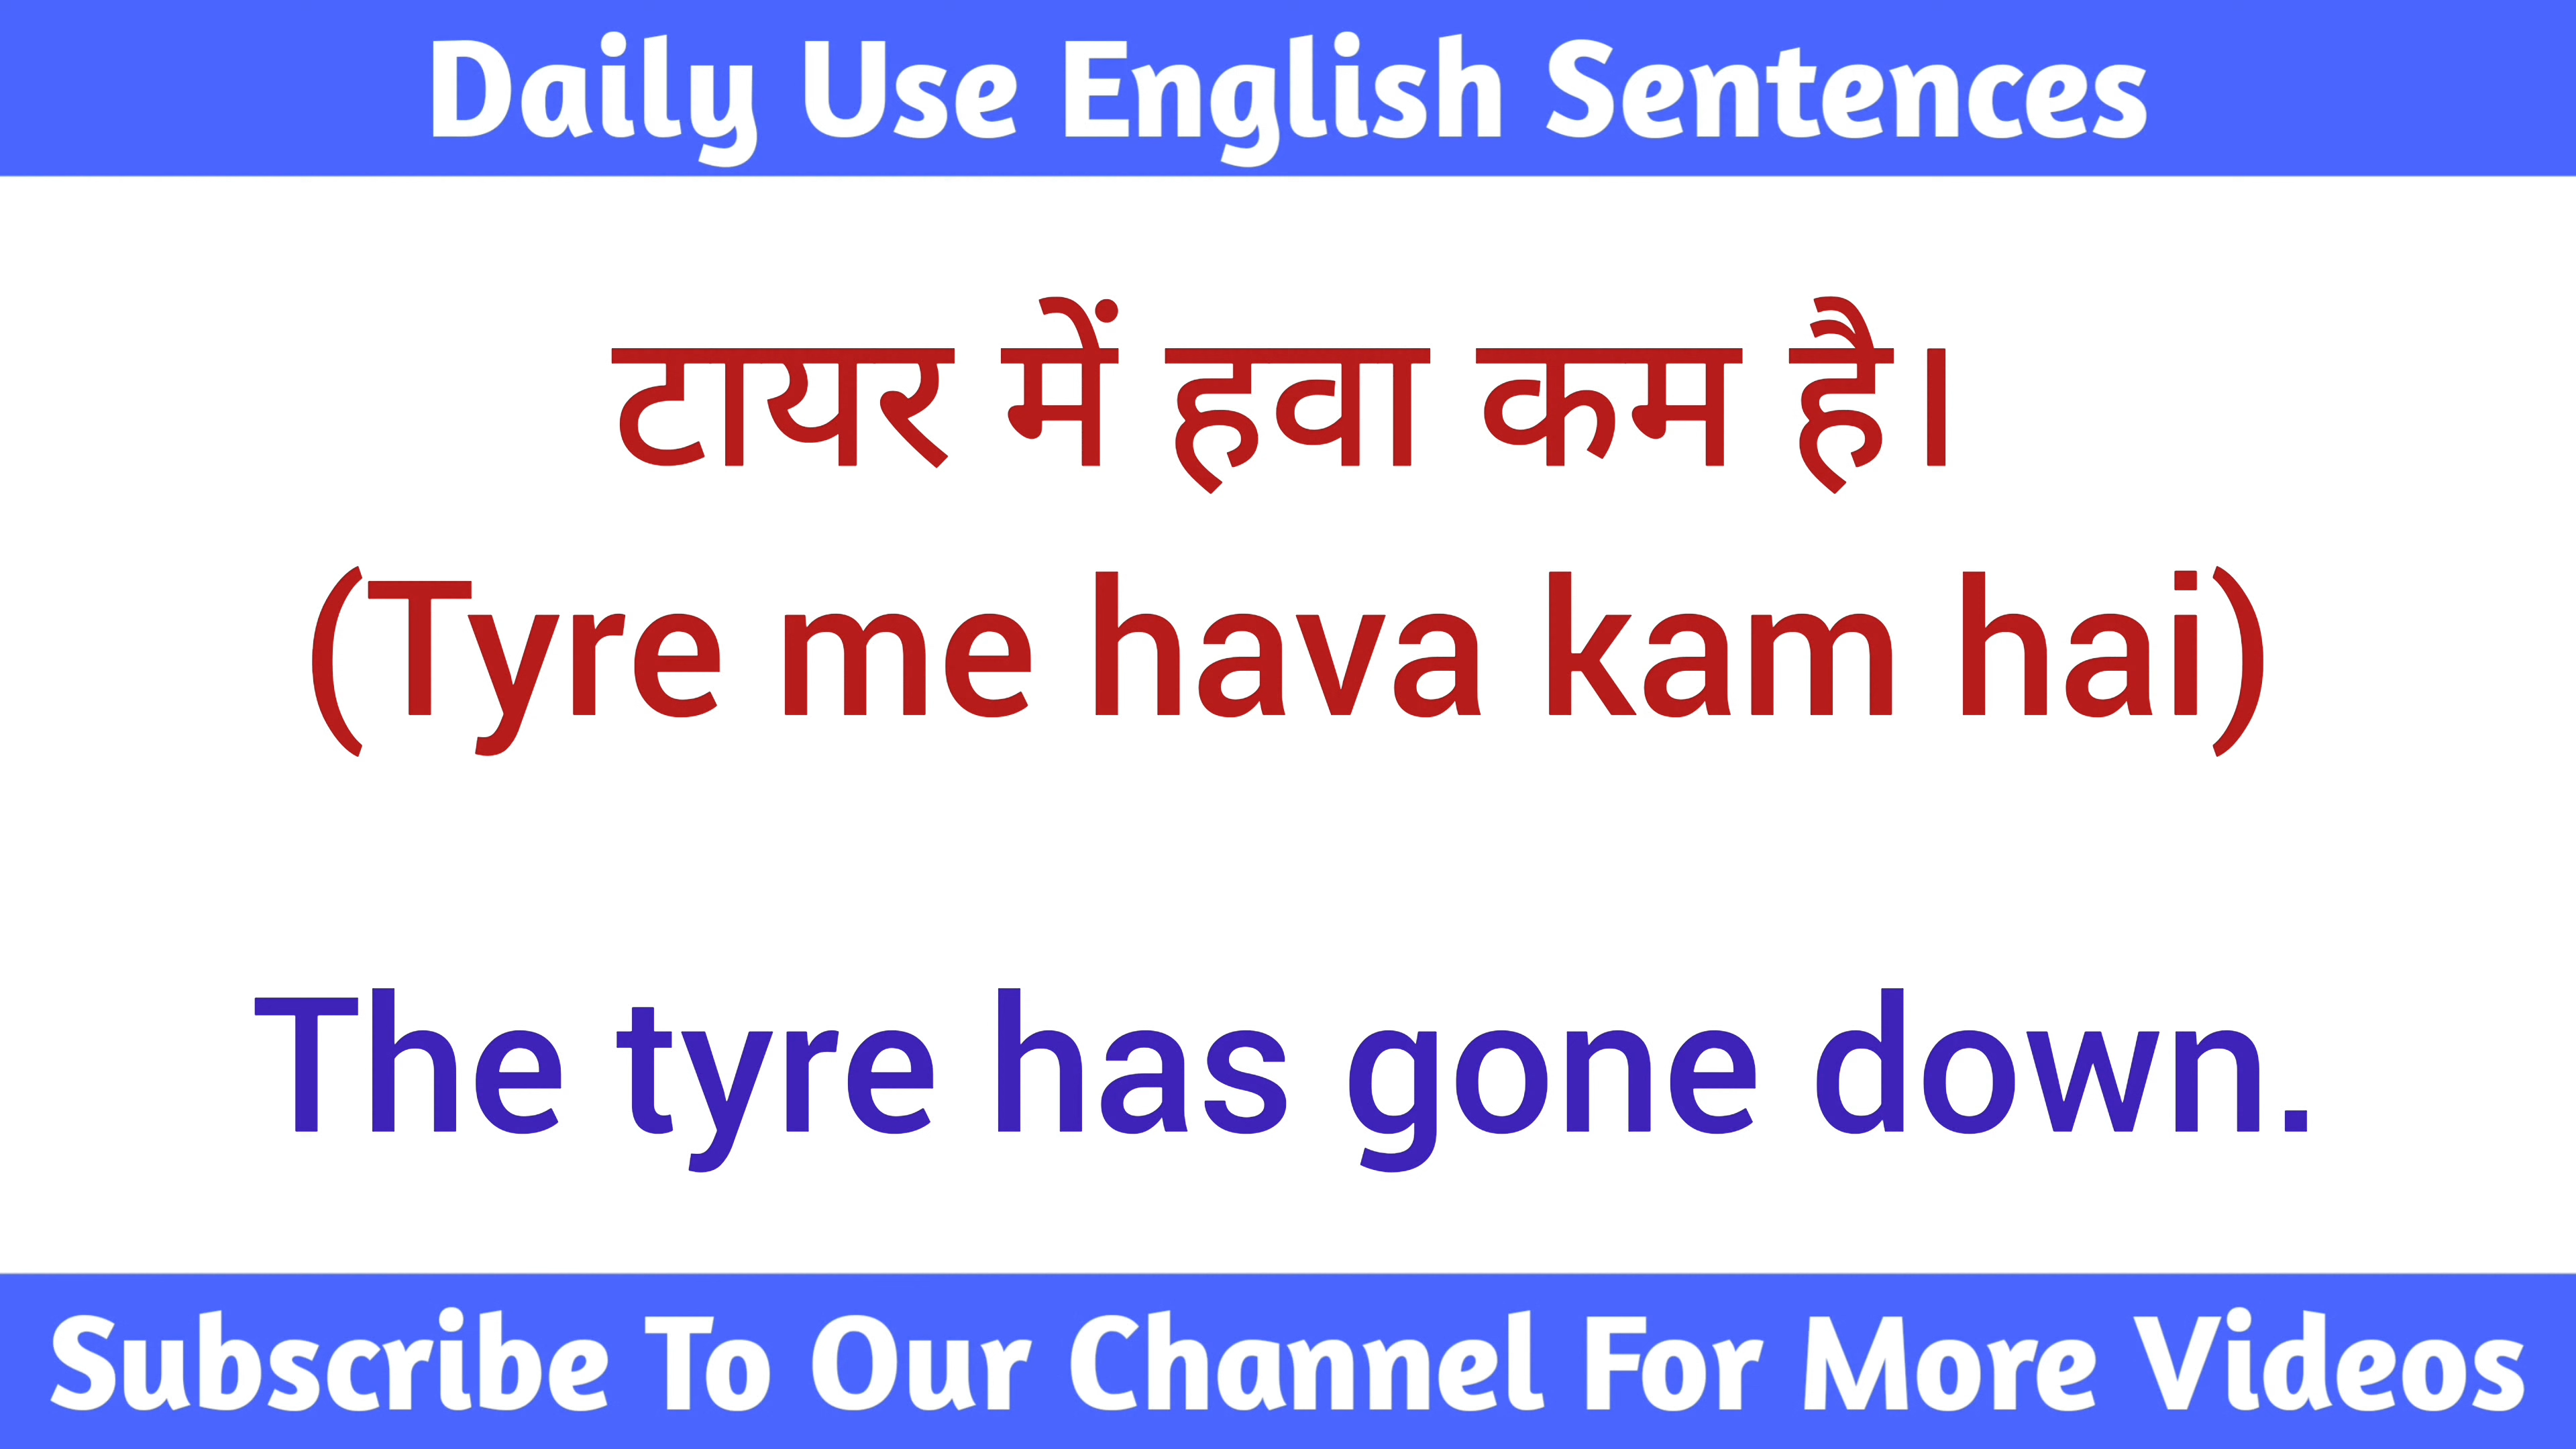 Daily Use English Sentences
टायर में हवा कम है।
(Tyre me hava kam hai)
The tyre has gone down.
Subscribe To Our Channel For More Videos